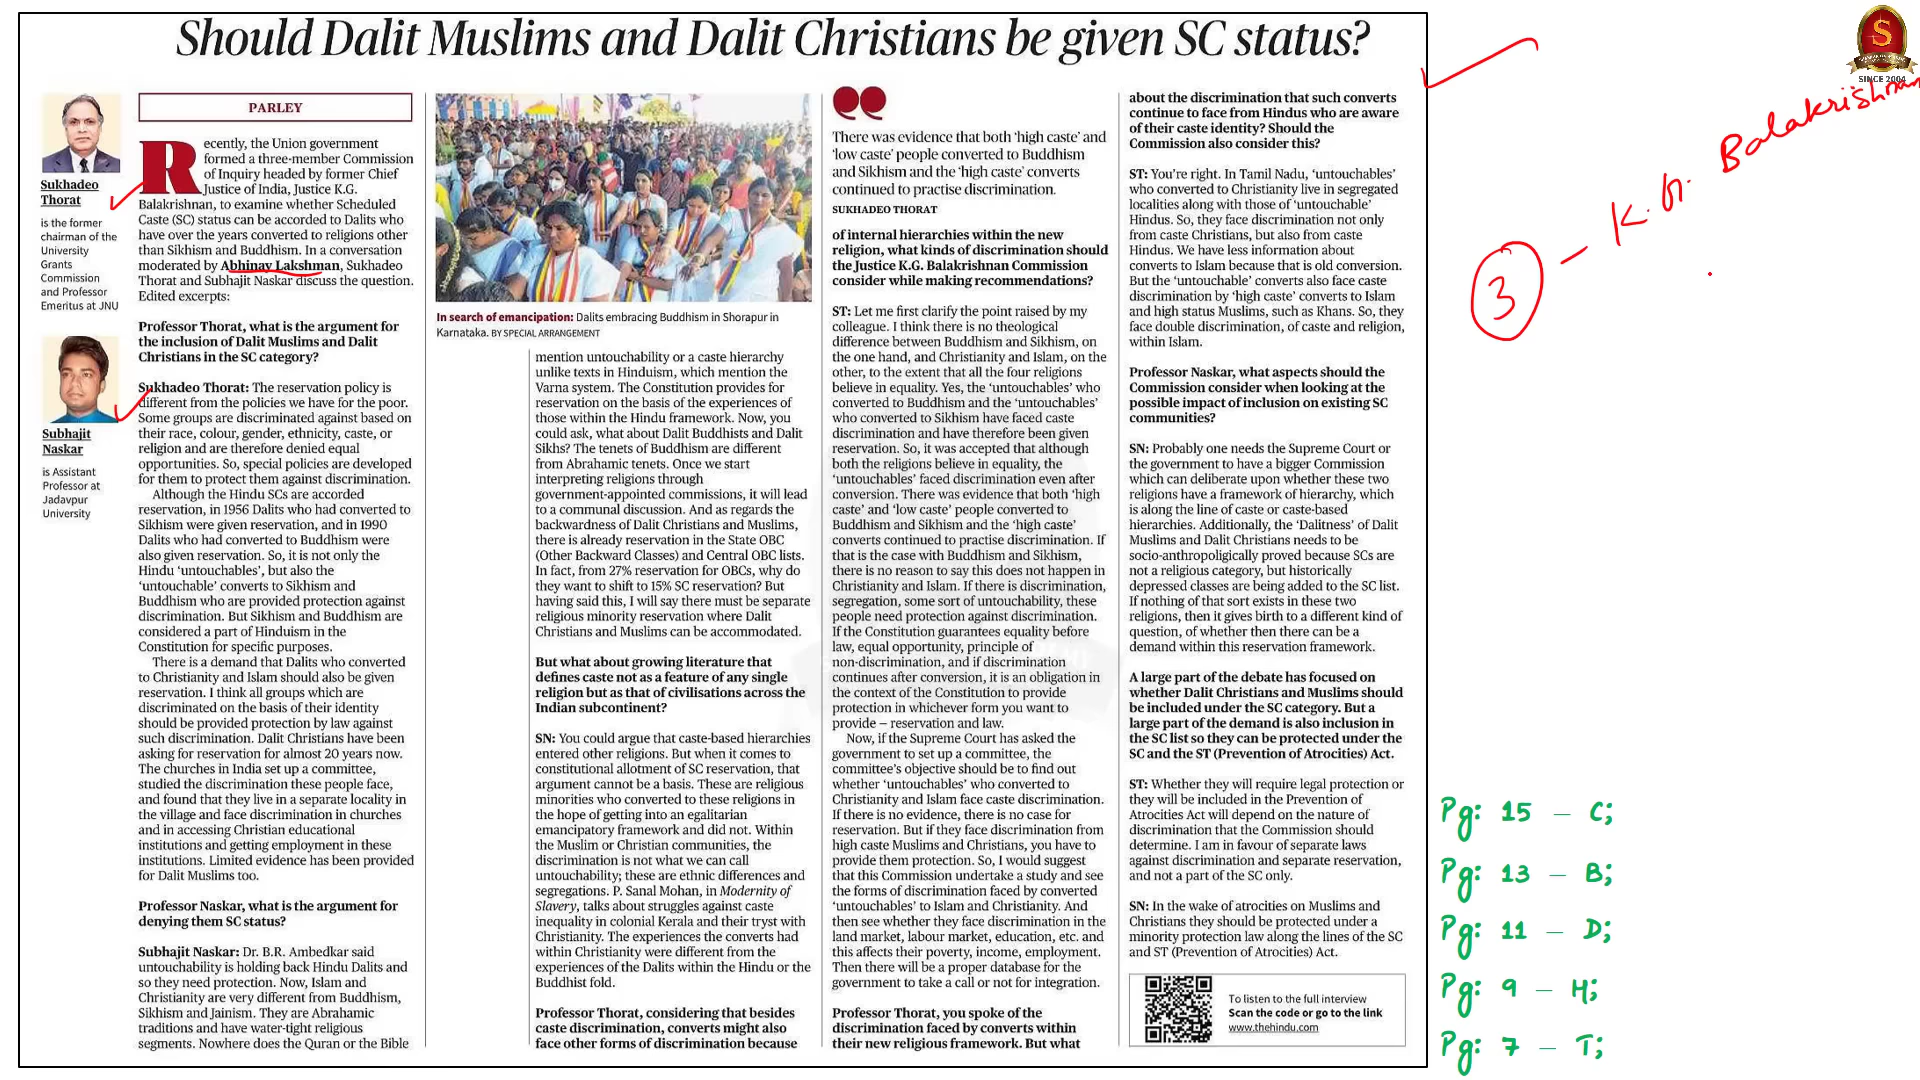 Should Dalit Muslims and Dalit Christians be given SC status?
Sukhadeo
Thorat
is the former
chairman of the
University
Grants
Commission
and Professor
Emeritus at JNU
Subhajit
Naskar
is Assistant
Professor at
Jadavpur
University
PARLEY
Recently, the Union government
formed a three-member Commission
of Inquiry headed by former Chief
Justice of India, Justice K.G.
Balakrishnan, to examine whether Scheduled
Caste (SC) status can be accorded to Dalits who
have over the years converted to religions other
than Sikhism and Buddhism. In a conversation
moderated by Abhinay Lakshman, Sukhadeo
Thorat and Subhajit Naskar discuss the question.
Edited excerpts:
Professor Thorat, what is the argument for
the inclusion of Dalit Muslims and Dalit
Christians in the SC category?
Sukhadeo Thorat: The reservation policy is
different from the policies we have for the poor.
Some groups are discriminated against based on
their race, colour, gender, ethnicity, caste, or
religion and are therefore denied equal
opportunities. So, special policies are developed
for them to protect them against discrimination.
Although the Hindu SCs are accorded
reservation, in 1956 Dalits who had converted to
Sikhism were given reservation, and in 1990
Dalits who had converted to Buddhism were
also given reservation. So, it is not only the
Hindu ‘untouchables’, but also the
‘untouchable’ converts to Sikhism and
Buddhism who are provided protection against
discrimination. But Sikhism and Buddhism are
considered a part of Hinduism in the
Constitution for specific purposes.
There is a demand that Dalits who converted
to Christianity and Islam should also be given
reservation. I think all groups which are
discriminated on the basis of their identity
should be provided protection by law against
such discrimination. Dalit Christians have been
asking for reservation for almost 20 years now.
The churches in India set up a committee,
studied the discrimination these people face,
and found that they live in a separate locality in
the village and face discrimination in churches
and in accessing Christian educational
institutions and getting employment in these
institutions. Limited evidence has been provided
for Dalit Muslims too.
Professor Naskar, what is the argument for
denying them SC status?
Subhajit Naskar: Dr. B.R. Ambedkar said
untouchability is holding back Hindu Dalits and
so they need protection. Now, Islam and
Christianity are very different from Buddhism,
Sikhism and Jainism. They are Abrahamic
traditions and have water-tight religious
segments. Nowhere does the Quran or the Bible
In search of emancipation: Dalits embracing Buddhism in Shorapur in
Karnataka. BY SPECIAL ARRANGEMENT
mention untouchability or a caste hierarchy
unlike texts in Hinduism, which mention the
Varna system. The Constitution provides for
reservation on the basis of the experiences of
those within the Hindu framework. Now, you
could ask, what about Dalit Buddhists and Dalit
Sikhs? The tenets of Buddhism are different
from Abrahamic tenets. Once we start
interpreting religions through
government-appointed commissions, it will lead
to a communal discussion. And as regards the
backwardness of Dalit Christians and Muslims,
there is already reservation in the State OBC
(Other Backward Classes) and Central OBC lists.
In fact, from 27% reservation for OBCs, why do
they want to shift to 15% SC reservation? But
having said this, I will say there must be separate
religious minority reservation where Dalit
Christians and Muslims can be accommodated.
But what about growing literature that
defines caste not as a feature of any single
religion but as that of civilisations across the
Indian subcontinent?
SN: You could argue that caste-based hierarchies
entered other religions. But when it comes to
constitutional allotment of SC reservation, that
argument cannot be a basis. These are religious
minorities who converted to these religions in
the hope of getting into an egalitarian
emancipatory framework and did not. Within
the Muslim or Christian communities, the
discrimination is not what we can call
untouchability; these are ethnic differences and
segregations. P. Sanal Mohan, in Modernity of
Slavery, talks about struggles against caste
inequality in colonial Kerala and their tryst with
Christianity. The experiences the converts had
within Christianity were different from the
experiences of the Dalits within the Hindu or the
Buddhist fold.
Professor Thorat, considering that besides
caste discrimination, converts might also
face other forms of discrimination because
There was evidence that both ‘high caste’ and
‘low caste’ people converted to Buddhism
and Sikhism and the ‘high caste’ converts
continued to practise discrimination.
SUKHADEO THORAT
of internal hierarchies within the new
religion, what kinds of discrimination should
the Justice K.G. Balakrishnan Commission
consider while making recommendations?
ST: Let me first clarify the point raised by my
colleague. I think there is no theological
difference between Buddhism and Sikhism, on
the one hand, and Christianity and Islam, on the
other, to the extent that all the four religions
believe in equality. Yes, the ‘untouchables’ who
converted to Buddhism and the ‘untouchables’
who converted to Sikhism have faced caste
discrimination and have therefore been given
reservation. So, it was accepted that although
both the religions believe in equality, the
‘untouchables’ faced discrimination even after
conversion. There was evidence that both ‘high
caste’ and ‘low caste’ people converted to
Buddhism and Sikhism and the ‘high caste’
converts continued to practise discrimination. If
that is the case with Buddhism and Sikhism,
there is no reason to say this does not happen in
Christianity and Islam. If there is discrimination,
segregation, some sort of untouchability, these
people need protection against discrimination.
If the Constitution guarantees equality before
law, equal opportunity, principle of
non-discrimination, and if discrimination
continues after conversion, it is an obligation in
the context of the Constitution to provide
protection in whichever form you want to
provide – reservation and law.
Now, if the Supreme Court has asked the
government to set up a committee, the
committee’s objective should be to find out
whether ‘untouchables’ who converted to
Christianity and Islam face caste discrimination.
If there is no evidence, there is no case for
reservation. But if they face discrimination from
high caste Muslims and Christians, you have to
provide them protection. So, I would suggest
that this Commission undertake a study and see
the forms of discrimination faced by converted
‘untouchables’ to Islam and Christianity. And
then see whether they face discrimination in the
land market, labour market, education, etc. and
this affects their poverty, income, employment.
Then there will be a proper database for the
government to take a call or not for integration.
Professor Thorat, you spoke of the
discrimination faced by converts within
their new religious framework. But what
about the discrimination that such converts
continue to face from Hindus who are aware
of their caste identity? Should the
Commission also consider this?
ST: You’re right. In Tamil Nadu, ‘untouchables’
who converted to Christianity live in segregated
localities along with those of ‘untouchable’
Hindus. So, they face discrimination not only
from caste Christians, but also from caste
Hindus. We have less information about
converts to Islam because that is old conversion.
But the ‘untouchable’ converts also face caste
discrimination by ‘high caste’ converts to Islam
and high status Muslims, such as Khans. So, they
face double discrimination, of caste and religion,
within Islam.
Professor Naskar, what aspects should the
Commission consider when looking at the
possible impact of inclusion on existing SC
communities?
SN: Probably one needs the Supreme Court or
the government to have a bigger Commission
which can deliberate upon whether these two
religions have a framework of hierarchy, which
is along the line of caste or caste-based
hierarchies. Additionally, the ‘Dalitness’ of Dalit
Muslims and Dalit Christians needs to be
socio-anthropoligically proved because SCs are
not a religious category, but historically
depressed classes are being added to the SC list.
If nothing of that sort exists in these two
religions, then it gives birth to a different kind of
question, of whether then there can be a
demand within this reservation framework.
A large part of the debate has focused on
whether Dalit Christians and Muslims should
be included under the SC category. But a
large part of the demand is also inclusion in
the SC list so they can be protected under the
SC and the ST (Prevention of Atrocities) Act.
ST: Whether they will require legal protection or
they will be included in the Prevention of
Atrocities Act will depend on the nature of
discrimination that the Commission should
determine. I am in favour of separate laws
against discrimination and separate reservation,
and not a part of the SC only.
SN: In the wake of atrocities on Muslims and
Christians they should be protected under a
minority protection law along the lines of the SC
and ST (Prevention of Atrocities) Act.
To listen to the full interview
Scan the code or go to the link
www.thehindu.com
S
SINCE 2004
3 – K.G. Balakrishnan
Pg: 15 – C;
Pg: 13 – B;
Pg: 11 – D;
Pg: 9 – H;
Pg: 7 – T;